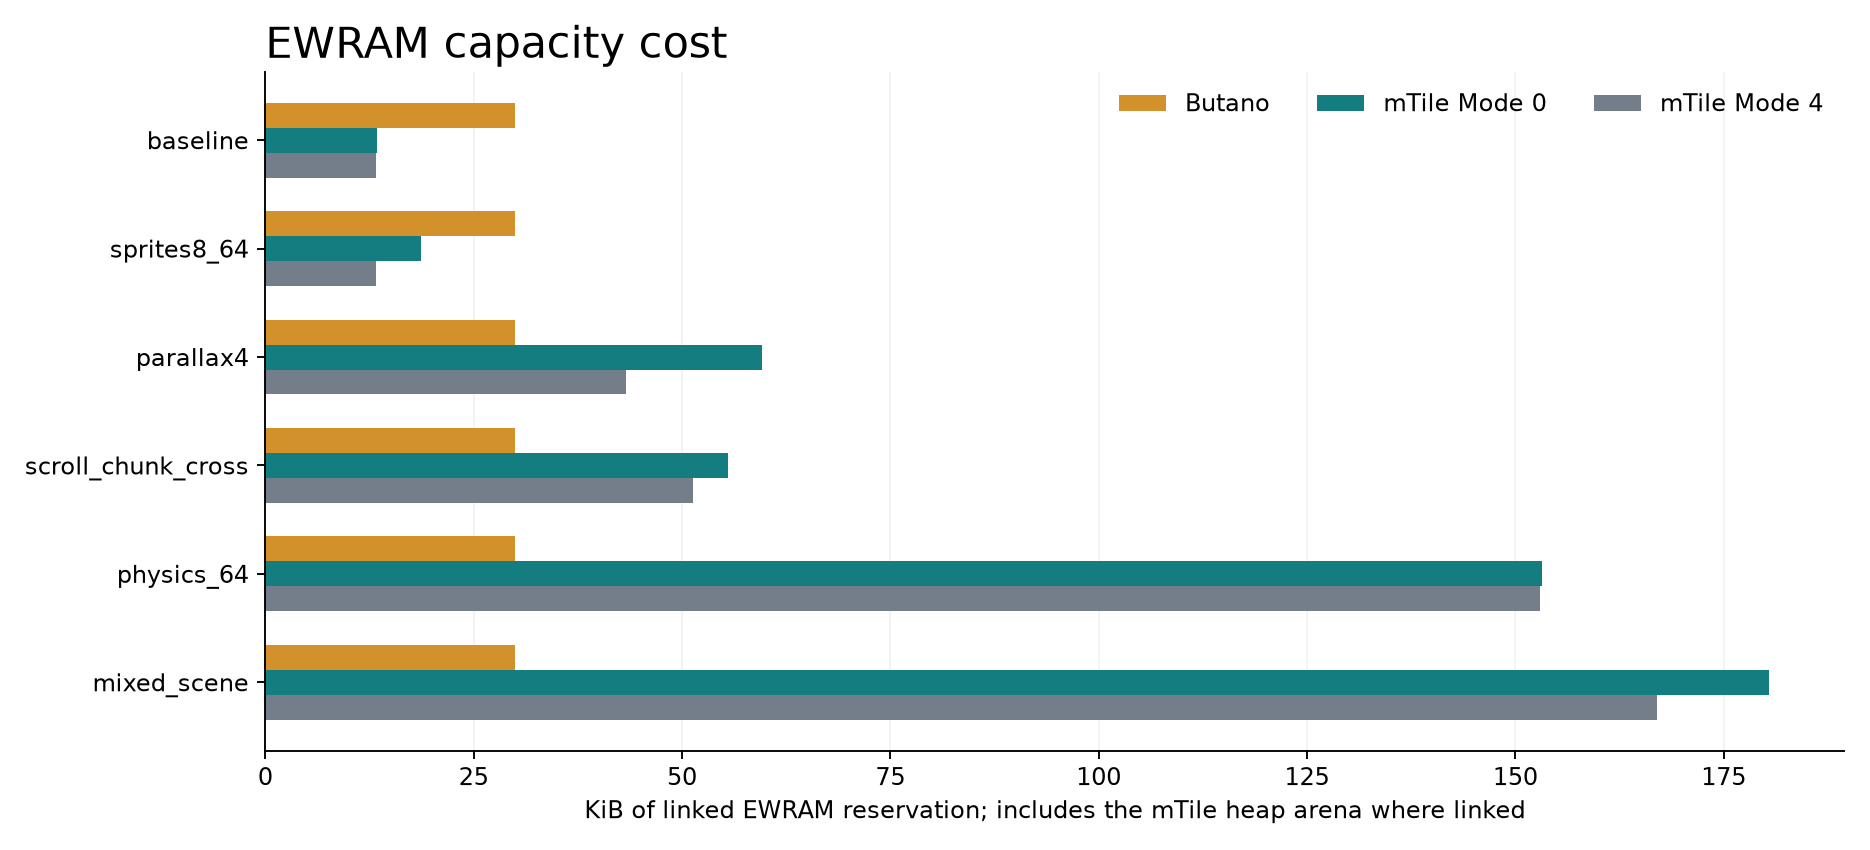 EWRAM capacity cost
Butano mTile Mode 0 mTile Mode 4
baseline
sprites8_64
parallax4
scroll_chunk_cross
physics_64
mixed_scene
0 25 50 75 100 125 150 175
KiB of linked EWRAM reservation; includes the mTile heap arena where linked